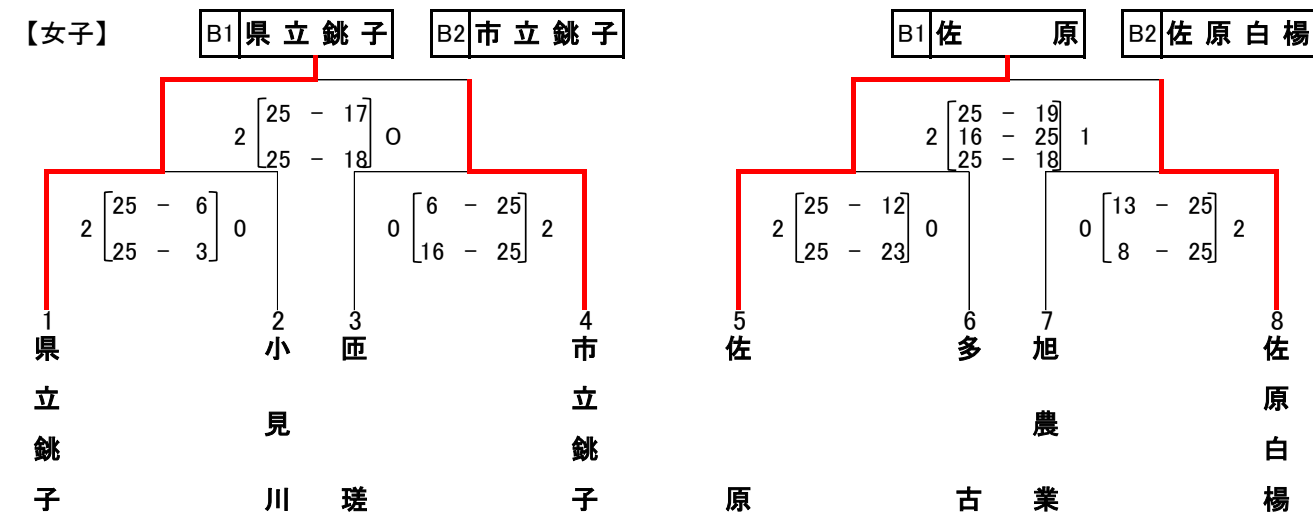 【女子】 B1 県立銚子 B2 市立銚子 B1 佐原 B2 佐原白楊
2 25 - 17 0
25 - 18
2 25 - 19 1
16 - 25
25 - 18
2 25 - 6 0
25 - 3
0 6 - 25 2
16 - 25
2 25 - 12 0
25 - 23
0 13 - 25 2
8 - 25
1 2 3 4 5 6 7 8
県立銚子
小見川
匝瑳
市立銚子
佐原
多古
旭農業
佐原白楊